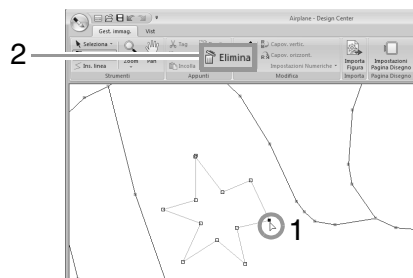 Airplane - Design Center
Gest. immag. Vist
Seleziona Tag. Capov. vertic.
Elimina Capov. orizzont.
Ins. linea Zoom Pan Incolla Impostazioni Numeriche
Importa Figura Impostazioni Pagina Disegno
Strumenti Appunti Modifica Importa Pagina Disegno
2
1